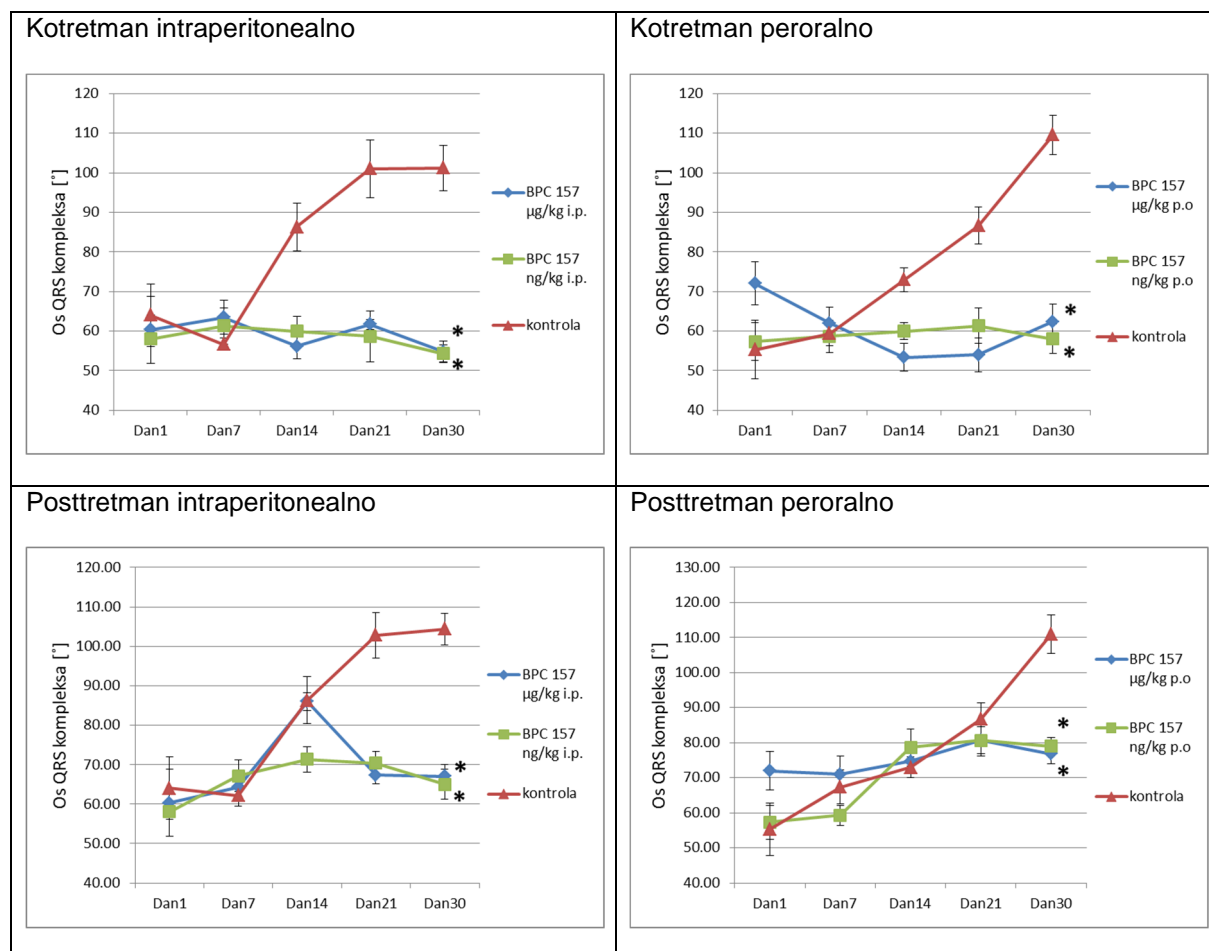 Kotretman intraperitonealno
Os QRS kompleksa [°]
120
110
100
90
80
70
60
50
40
Dan1 Dan7 Dan14 Dan21 Dan30
*
*
BPC 157
µg/kg i.p.
BPC 157
ng/kg i.p.
kontrola
Kotretman peroralno
Os QRS kompleksa [°]
120
110
100
90
80
70
60
50
40
Dan1 Dan7 Dan14 Dan21 Dan30
*
*
BPC 157
µg/kg p.o
BPC 157
ng/kg p.o
kontrola
Posttretman intraperitonealno
Os QRS kompleksa [°]
120.00
110.00
100.00
90.00
80.00
70.00
60.00
50.00
40.00
Dan1 Dan7 Dan14 Dan21 Dan30
*
*
BPC 157
µg/kg i.p.
BPC 157
ng/kg i.p.
kontrola
Posttretman peroralno
Os QRS kompleksa [°]
130.00
120.00
110.00
100.00
90.00
80.00
70.00
60.00
50.00
40.00
Dan1 Dan7 Dan14 Dan21 Dan30
*
*
BPC 157
µg/kg p.o
BPC 157
ng/kg p.o
kontrola